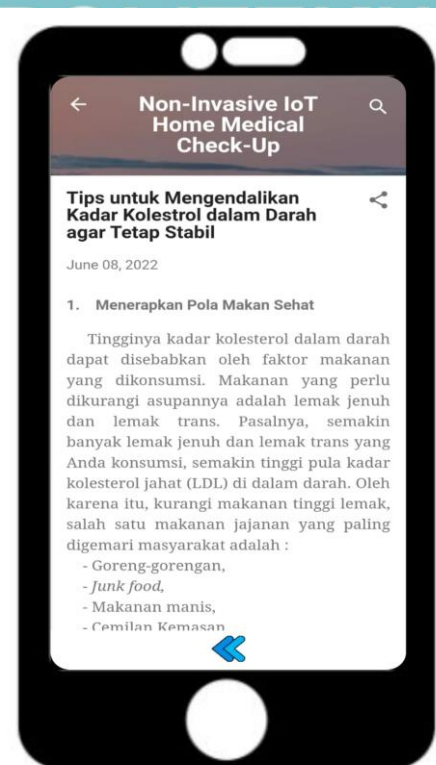 Non-Invasive IoT
Home Medical
Check-Up
Tips untuk Mengendalikan
Kadar Kolestrol dalam Darah
agar Tetap Stabil
June 08, 2022
1. Menerapkan Pola Makan Sehat
Tingginya kadar kolesterol dalam darah
dapat disebabkan oleh faktor makanan
yang dikonsumsi. Makanan yang perlu
dikurangi asupannya adalah lemak jenuh
dan lemak trans. Pasalnya, semakin
banyak lemak jenuh dan lemak trans yang
Anda konsumsi, semakin tinggi pula kadar
kolesterol jahat (LDL) di dalam darah. Oleh
karena itu, kurangi makanan tinggi lemak,
salah satu makanan jajanan yang paling
digemari masyarakat adalah :
- Goreng-gorengan,
- Junk food,
- Makanan manis,
- Cemilan Kemasan